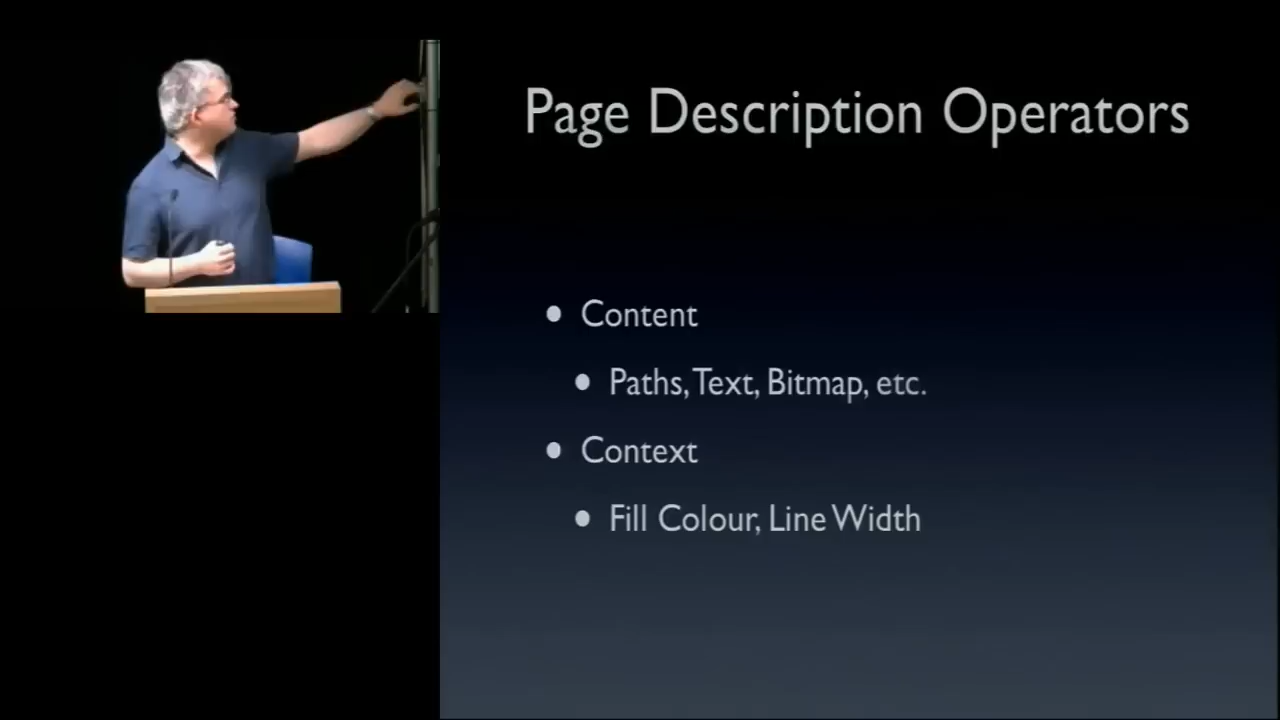 Page Description Operators
Content
Paths, Text, Bitmap, etc.
Context
Fill Colour, Line Width